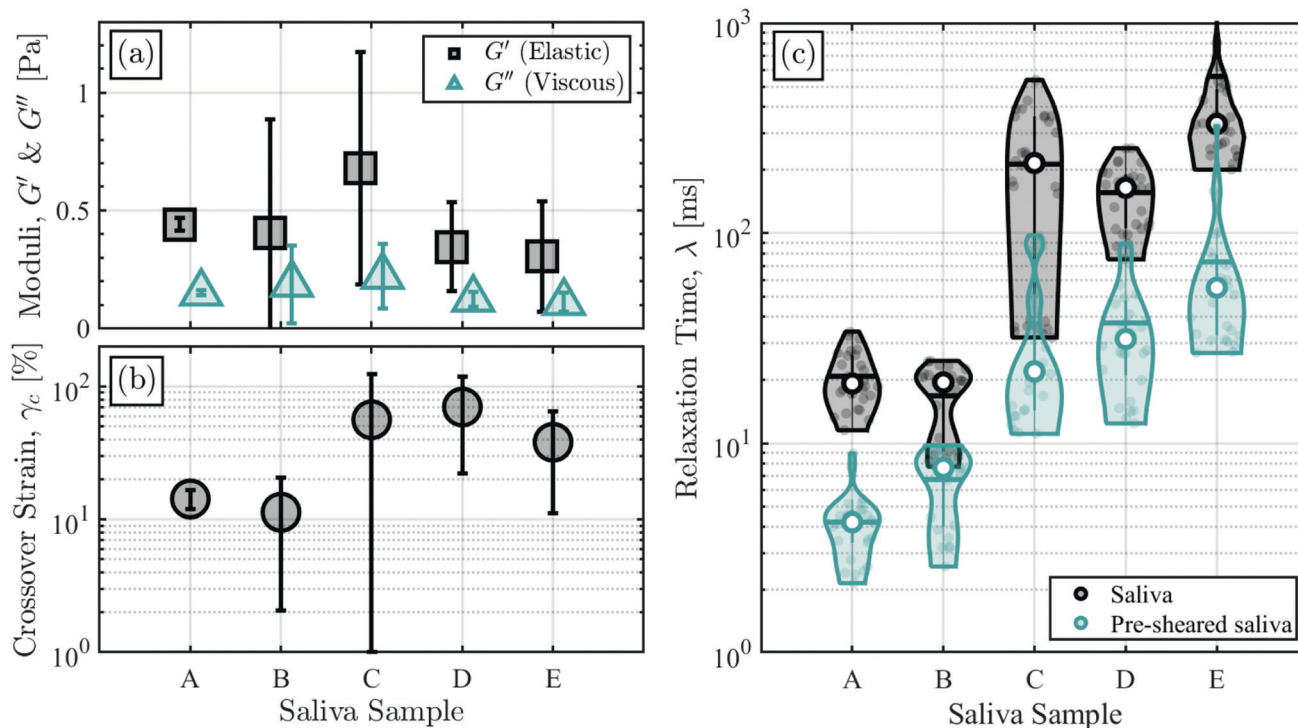 (a)
G′ (Elastic)
G″ (Viscous)
Moduli, G′ & G″ [Pa]
1
0.5
0
(b)
Crossover Strain, γc [%]
10²
10¹
10⁰
A B C D E
Saliva Sample
(c)
Relaxation Time, λ [ms]
10³
10²
10¹
10⁰
Saliva
Pre-sheared saliva
A B C D E
Saliva Sample